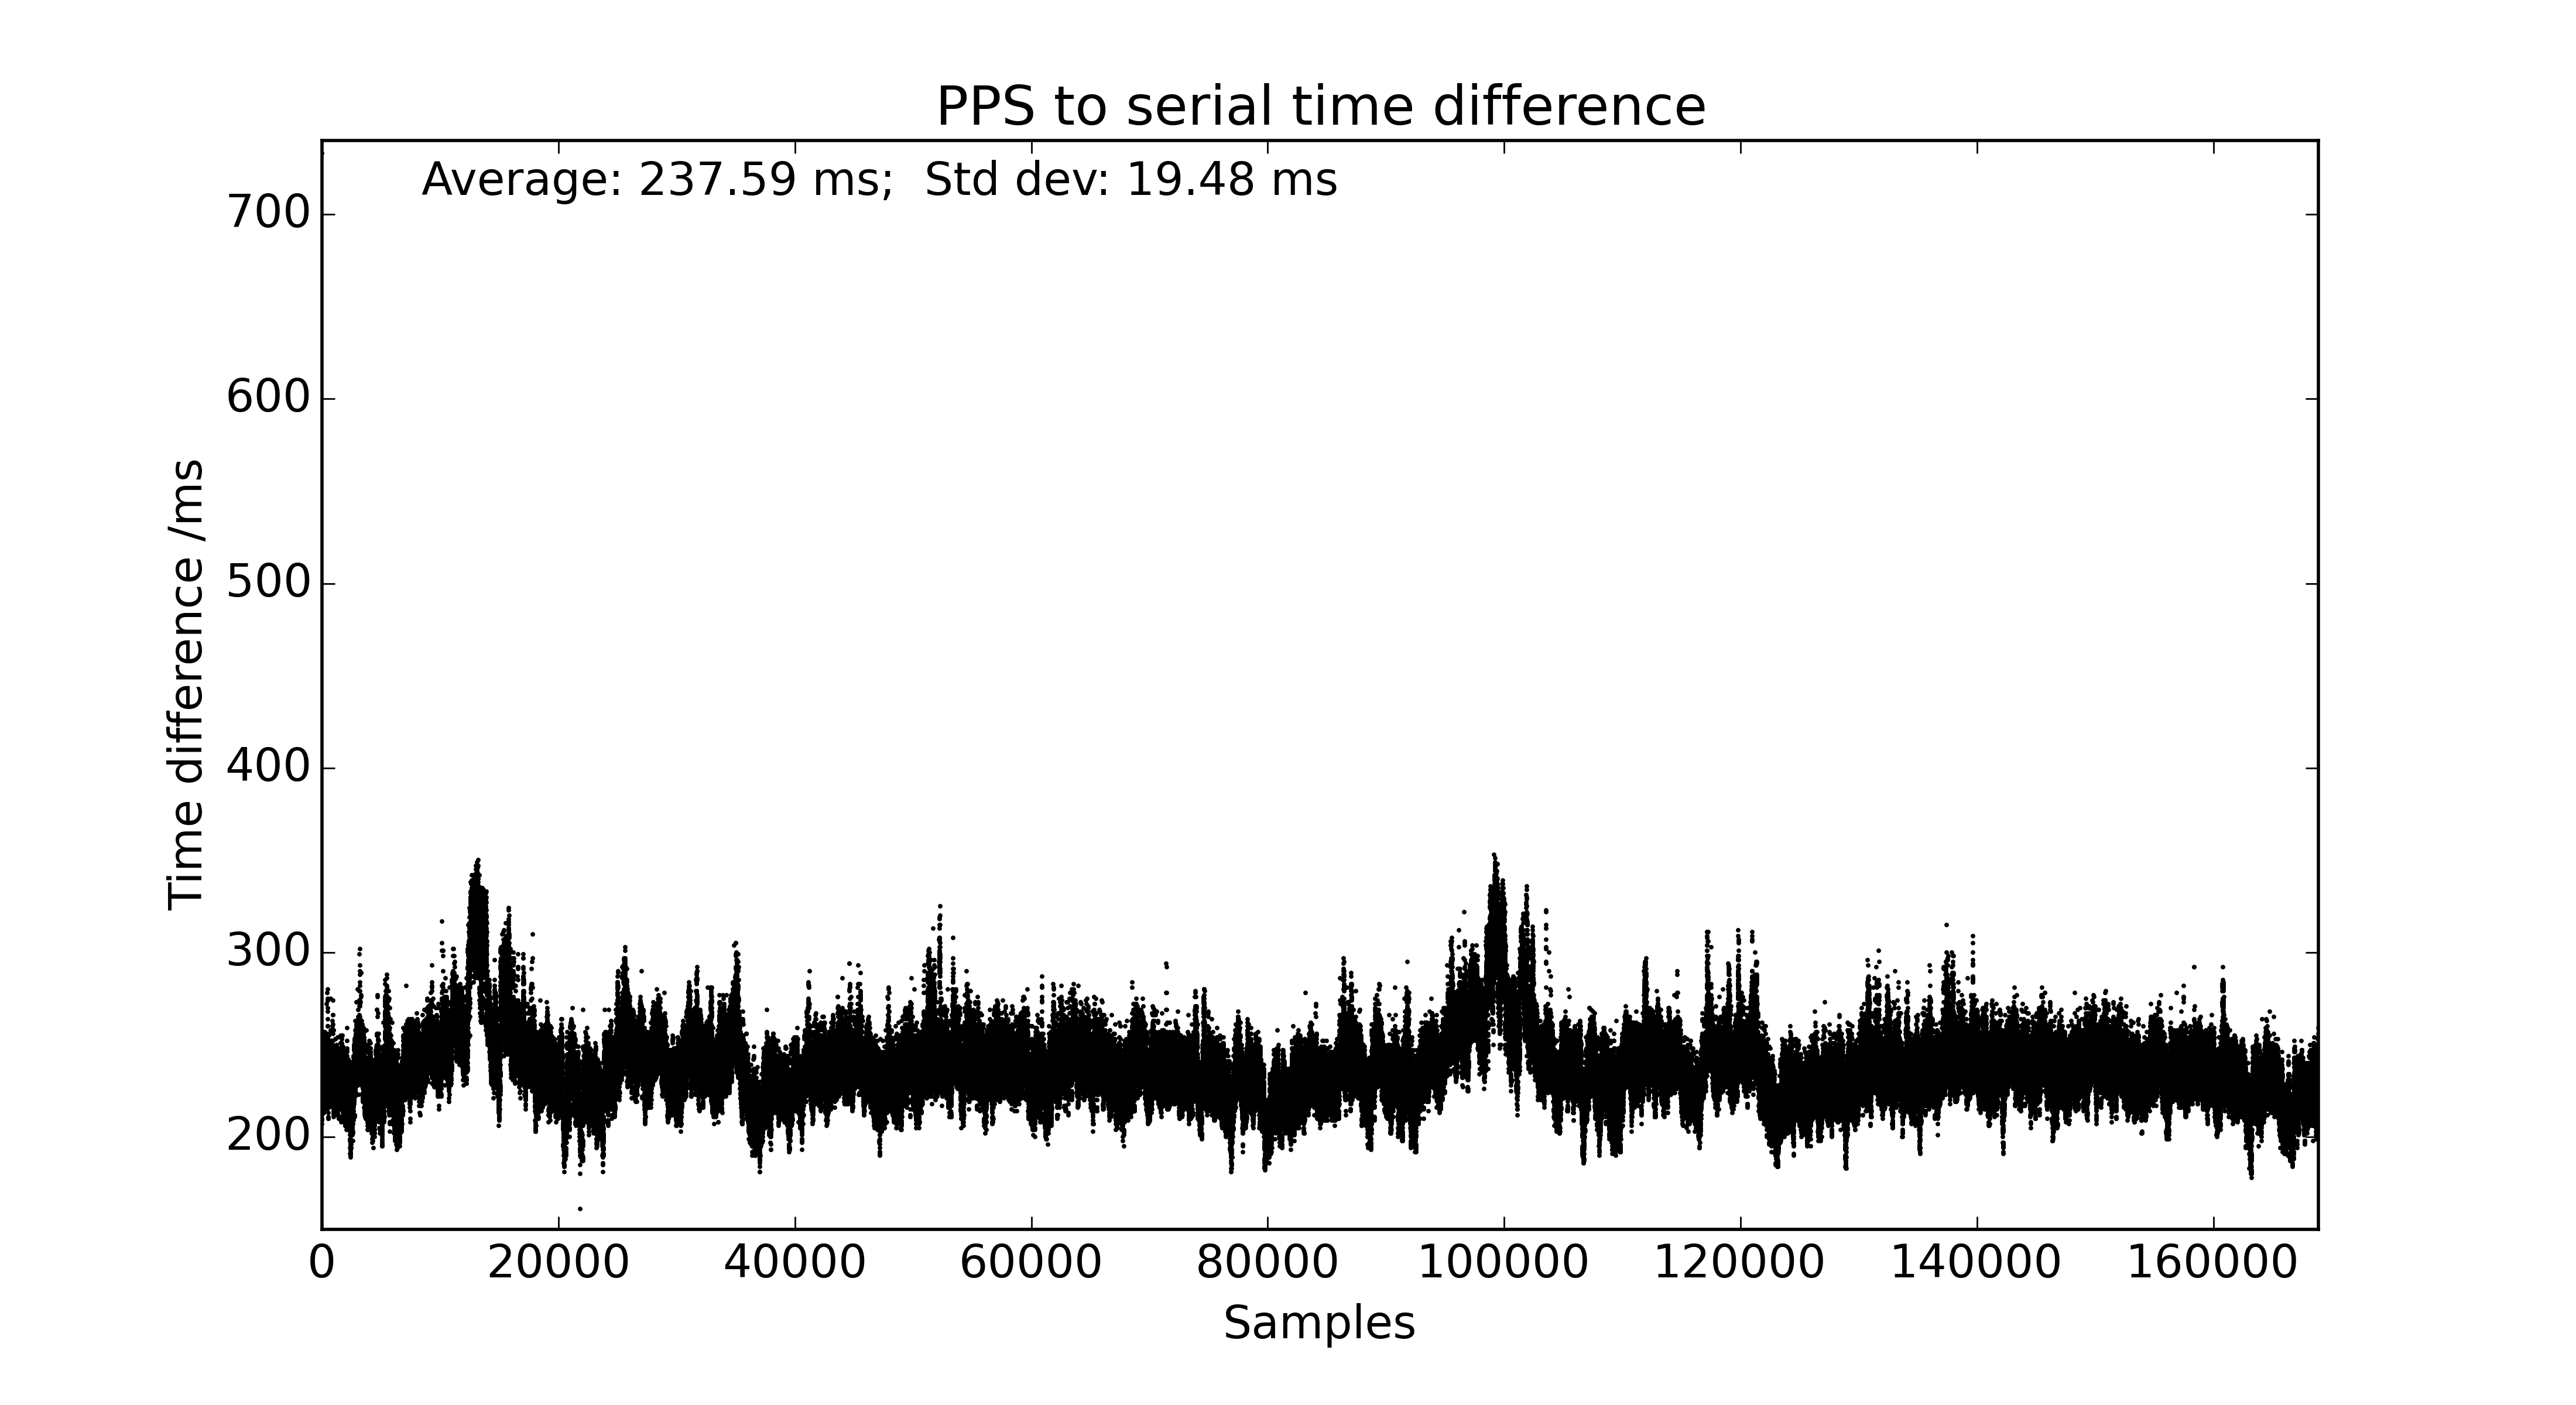 PPS to serial time difference
Average: 237.59 ms;  Std dev: 19.48 ms
700
600
500
400
300
200
Time difference /ms
0 20000 40000 60000 80000 100000 120000 140000 160000
Samples